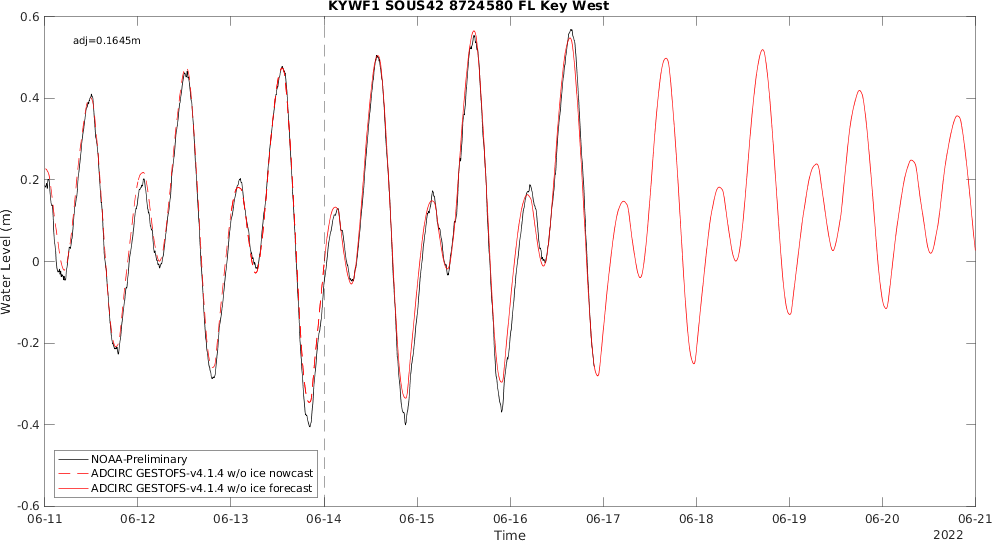 KYWF1 SOUS42 8724580 FL Key West
adj=0.1645m
0.6
0.4
0.2
0
-0.2
-0.4
-0.6
Water Level (m)
NOAA-Preliminary
ADCIRC GESTOFS-v4.1.4 w/o ice nowcast
ADCIRC GESTOFS-v4.1.4 w/o ice forecast
06-11 06-12 06-13 06-14 06-15 06-16 06-17 06-18 06-19 06-20 06-21
Time
2022